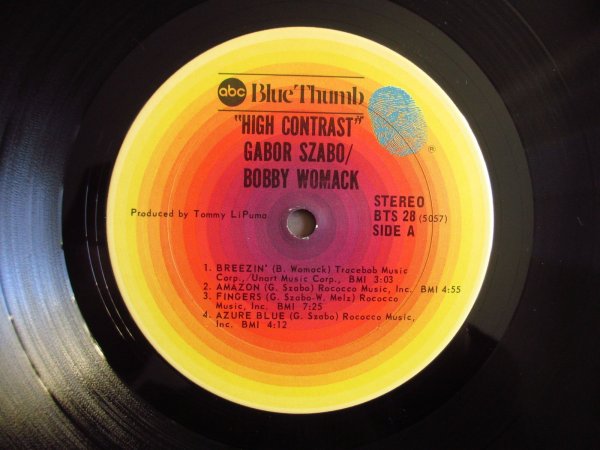 abc Blue Thumb
"HIGH CONTRAST"
GABOR SZABO/
BOBBY WOMACK
®
Produced by Tommy LiPuma
STEREO
BTS 28 (5057)
SIDE A
1. BREEZIN' (B. Womack) Tracebob Music
Corp.,/Unart Music Corp., BMI 3:03
2. AMAZON (G. Szabo) Rococco Music, Inc. BMI 4:55
3. FINGERS (G. Szabo-W. Melz) Rococco
Music, Inc. BMI 7:25
4. AZURE BLUE (G. Szabo) Rococco Music,
Inc. BMI 4:12